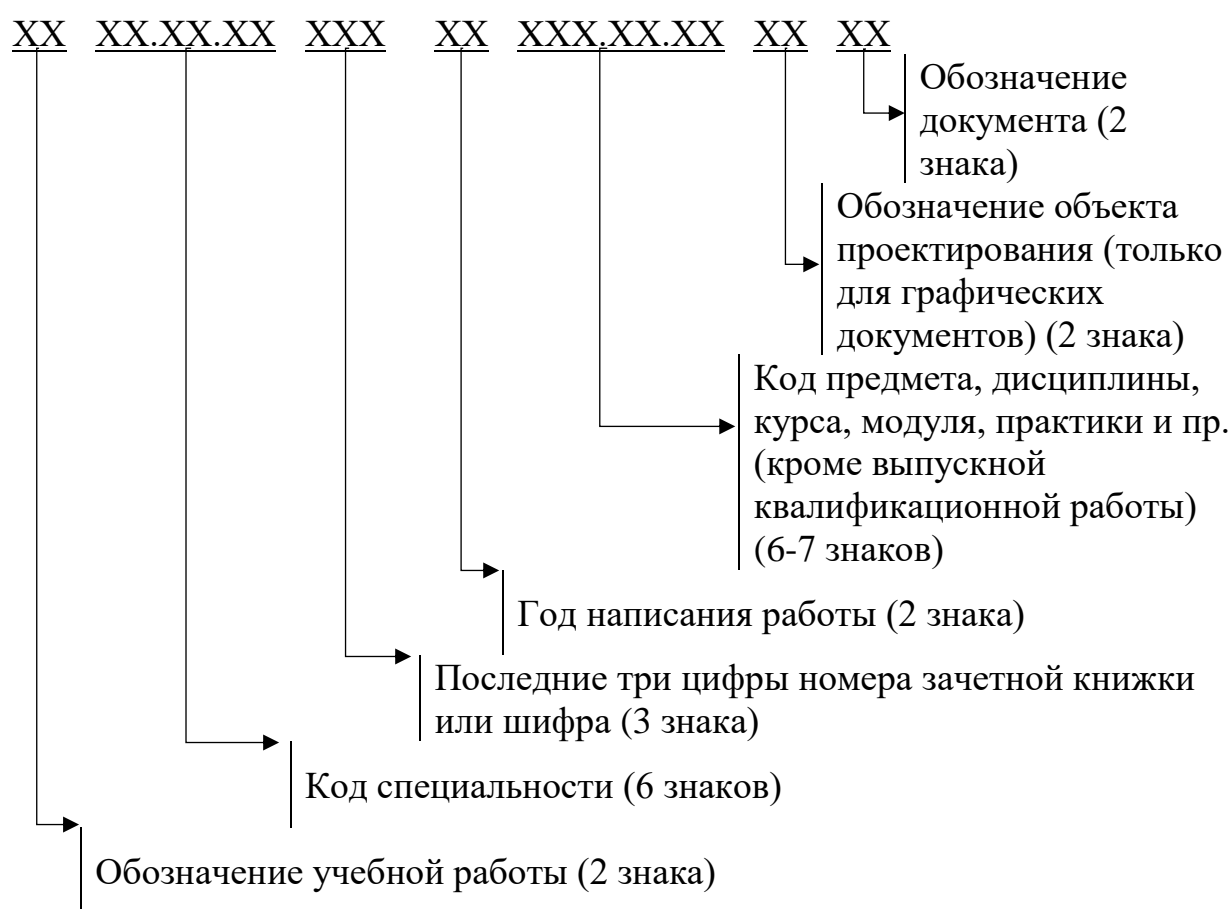 XX XX.XX.XX XXX XX XXX.XX.XX XX XX
Обозначение
документа (2
знака)
Обозначение объекта
проектирования (только
для графических
документов) (2 знака)
Код предмета, дисциплины,
курса, модуля, практики и пр.
(кроме выпускной
квалификационной работы)
(6-7 знаков)
Год написания работы (2 знака)
Последние три цифры номера зачетной книжки
или шифра (3 знака)
Код специальности (6 знаков)
Обозначение учебной работы (2 знака)